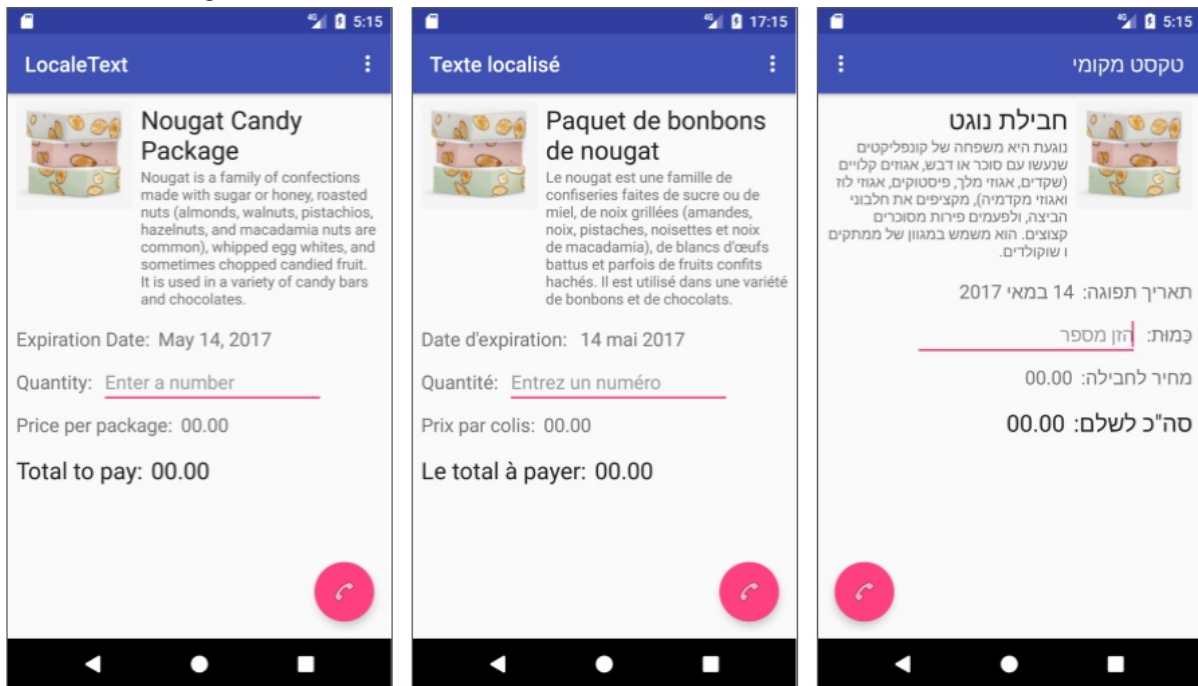 4G 5:15
LocaleText
Nougat Candy
Package
Nougat is a family of confections
made with sugar or honey, roasted
nuts (almonds, walnuts, pistachios,
hazelnuts, and macadamia nuts are
common), whipped egg whites, and
sometimes chopped candied fruit.
It is used in a variety of candy bars
and chocolates.
Expiration Date: May 14, 2017
Quantity: Enter a number
Price per package: 00.00
Total to pay: 00.00
4G 17:15
Texte localisé
Paquet de bonbons
de nougat
Le nougat est une famille de
confiseries faites de sucre ou de
miel, de noix grillées (amandes,
noix, pistaches, noisettes et noix
de macadamia), de blancs d'œufs
battus et parfois de fruits confits
hachés. Il est utilisé dans une variété
de bonbons et de chocolats.
Date d'expiration: 14 mai 2017
Quantité: Entrez un numéro
Prix par colis: 00.00
Le total à payer: 00.00
4G 5:15
טקסט מקומי
חבילת נוגט
נוגעת היא משפחה של קונפליקטים
שנעשו עם סוכר או דבש, אגוזים קלויים
(שקדים, אגוזי מלך, פיסטוקים, אגוזי לוז
ואגוזי מקדמיה), מקציפים את חלבוני
הביצה, ולפעמים פירות מסוכרים
קצוצים. הוא משמש במגוון של ממתקים
ו שוקולדים.
תאריך תפוגה: 14 במאי 2017
כַּמוּת: הזן מספר
מחיר לחבילה: 00.00
סה"כ לשלם: 00.00